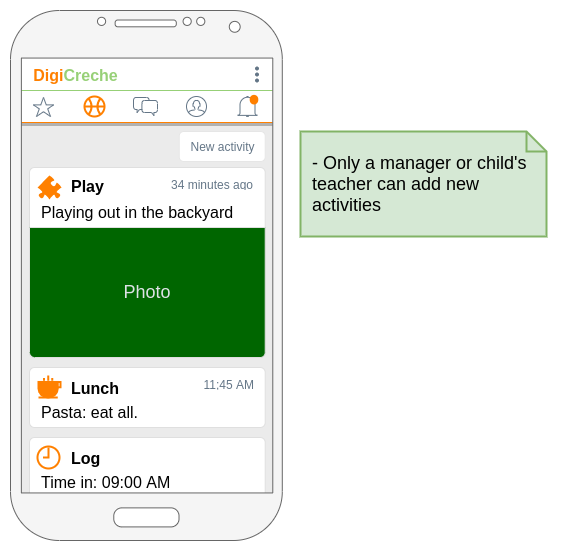 DigiCreche
New activity
Play
34 minutes ago
Playing out in the backyard
Photo
Lunch
11;45 AM
Pasta: eat all.
Log
Time in: 09:00 AM
- Only a manager or child's
teacher can add new
activities